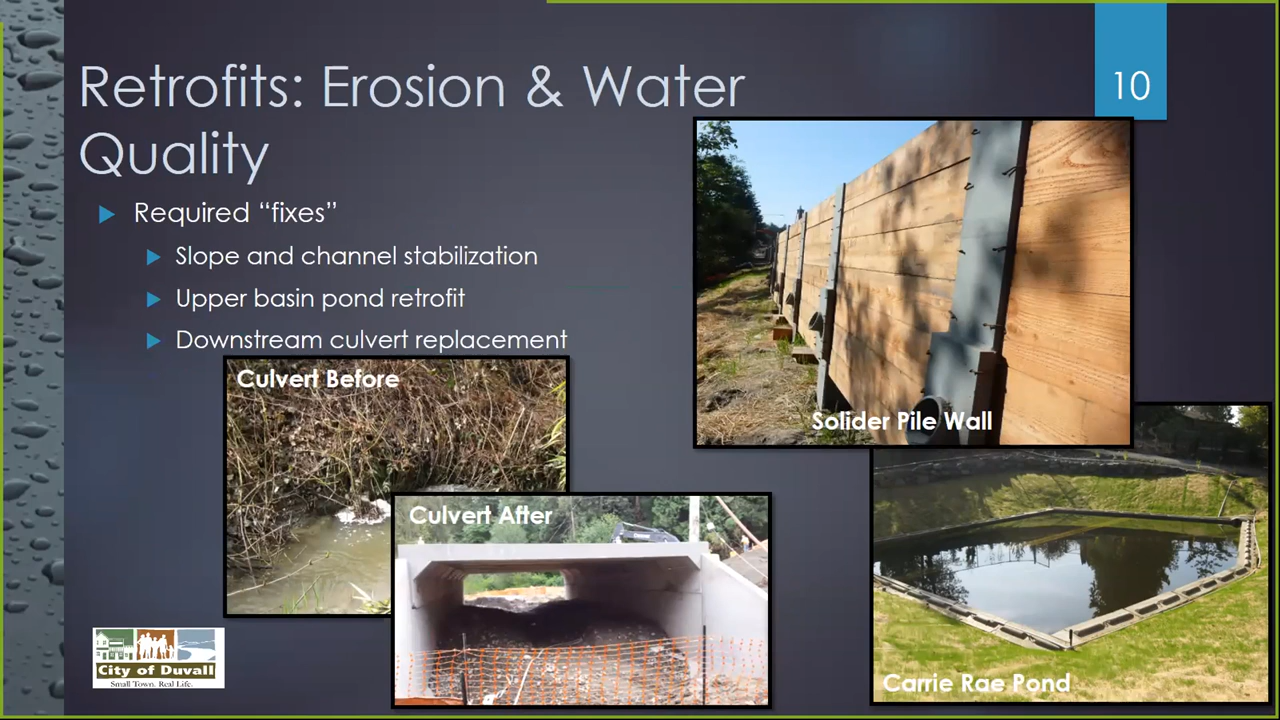 Retrofits: Erosion & Water
Quality
10
Required “fixes”
Slope and channel stabilization
Upper basin pond retrofit
Downstream culvert replacement
Culvert Before
Culvert After
Solider Pile Wall
Carrie Rae Pond
City of Duvall
Small Town. Real Life.